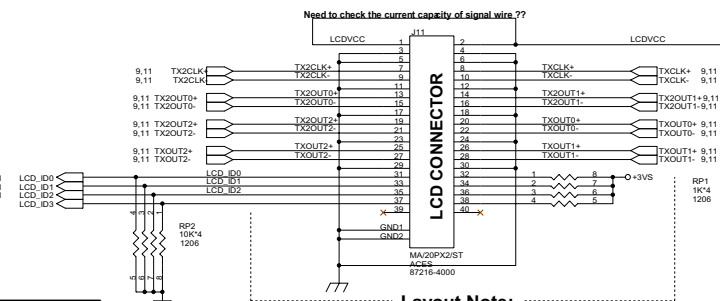 Need to check the current capacity of signal wire ??
J11
LCDVCC 1 2 LCDVCC
3 4
5 6
9,11 TX2CLK+ TX2CLK+ 7 8 TXCLK+ TXCLK+ 9,11
9,11 TX2CLK- TX2CLK- 9 10 TXCLK- TXCLK- 9,11
11 12
9,11 TX2OUT0+ TX2OUT0+ 13 14 TX2OUT1+ TX2OUT1+ 9,11
9,11 TX2OUT0- TX2OUT0- 15 16 TX2OUT1- TX2OUT1- 9,11
17 18
9,11 TX2OUT2+ TX2OUT2+ 19 20 TXOUT0+ TXOUT0+ 9,11
9,11 TX2OUT2- TX2OUT2- 21 22 TXOUT0- TXOUT0- 9,11
23 24
9,11 TXOUT2+ TXOUT2+ 25 26 TXOUT1+ TXOUT1+ 9,11
9,11 TXOUT2- TXOUT2- 27 28 TXOUT1- TXOUT1- 9,11
29 30
LCD_ID0 LCD_ID0 31 32 1 8 +3VS
LCD_ID1 LCD_ID1 33 34 2 7
LCD_ID2 LCD_ID2 35 36 3 6
LCD_ID3 37 38 4 5
39 40
LCD CONNECTOR
RP1
1K*4
1206
4 3 2 1
RP2
10K*4
1206
5 6 7 8
GND1
GND2
MA/20PX2/ST
ACES
87216-4000
Layout Note: